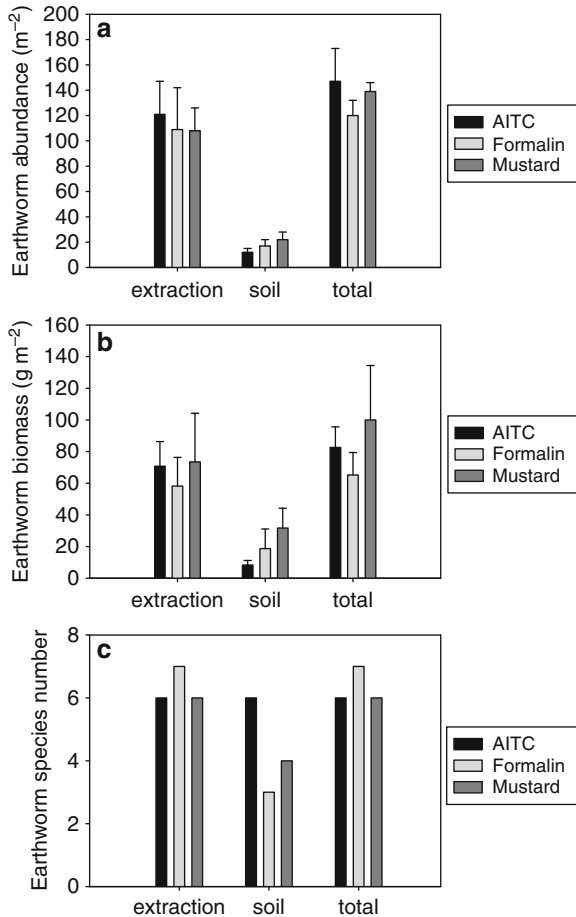 a
Earthworm abundance (m⁻²)
200
180
160
140
120
100
80
60
40
20
0
extraction soil total
AITC
Formalin
Mustard
b
Earthworm biomass (g m⁻²)
160
140
120
100
80
60
40
20
0
extraction soil total
AITC
Formalin
Mustard
c
Earthworm species number
8
6
4
2
0
extraction soil total
AITC
Formalin
Mustard